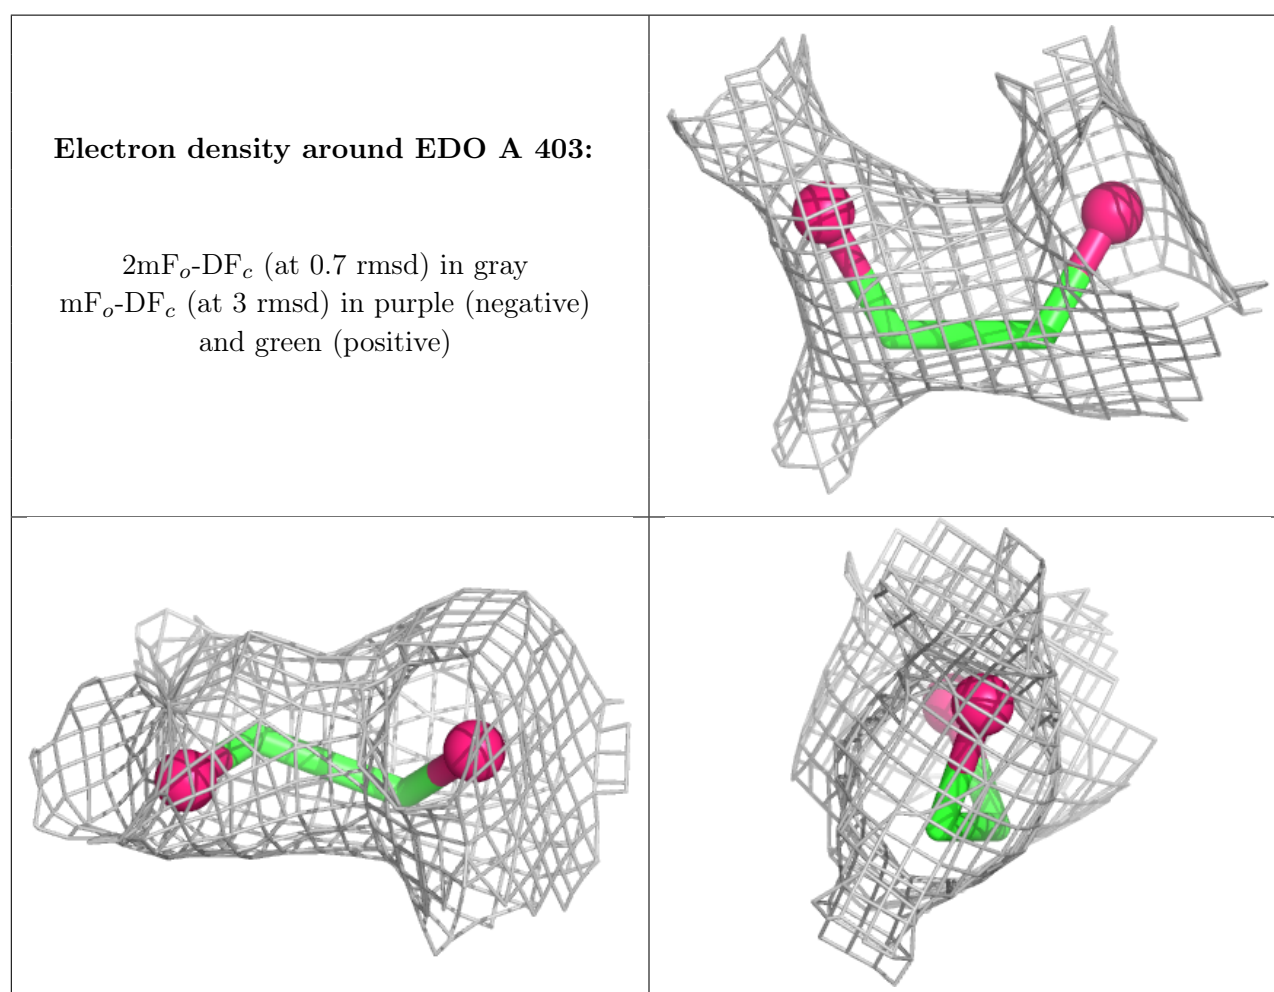 Electron density around EDO A 403:
2mFo-DFc (at 0.7 rmsd) in gray
mFo-DFc (at 3 rmsd) in purple (negative)
and green (positive)